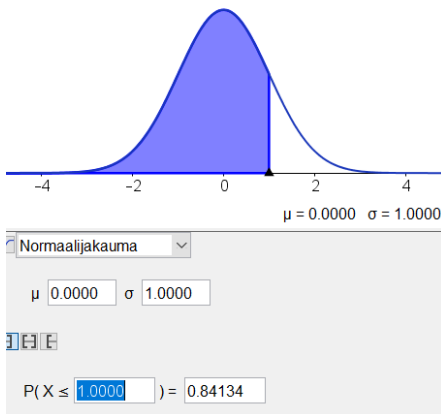 -4 -2 0 2 4
μ = 0.0000 σ = 1.0000
Normaalijakauma
μ 0.0000 σ 1.0000
P( X ≤ 1.0000 ) = 0.84134